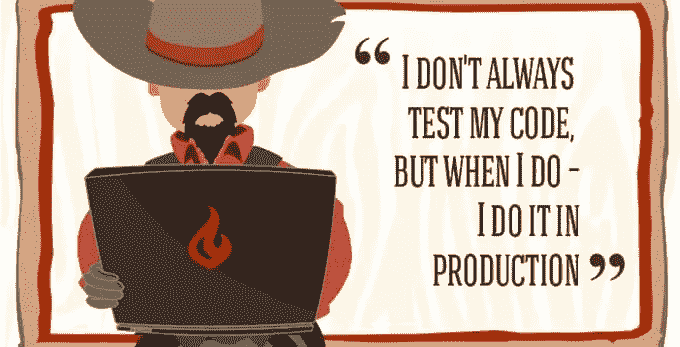 “ I DON'T ALWAYS
TEST MY CODE,
BUT WHEN I DO –
I DO IT IN
PRODUCTION ”